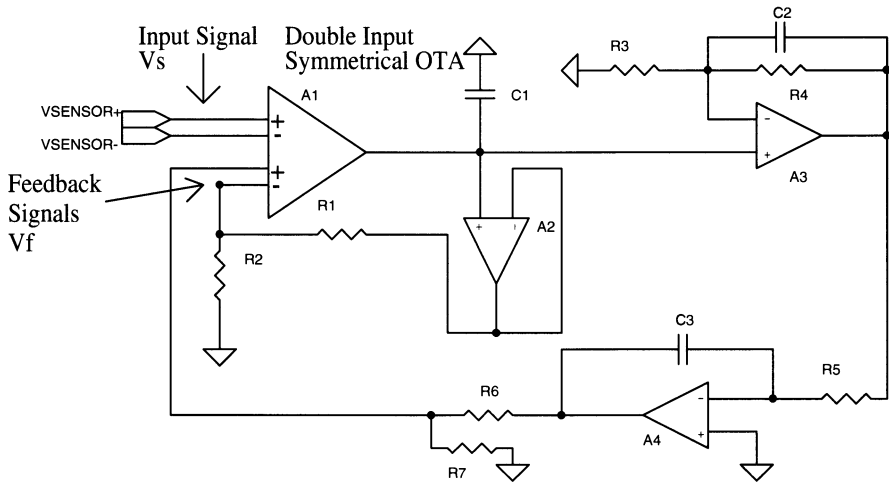 Input Signal
Vs
Double Input
Symmetrical OTA
C1
C2
R3
R4
A1
+
-
+
-
VSENSOR+
VSENSOR-
-
+
A3
Feedback
Signals
Vf
R1
R2
+
-
A2
C3
R5
R6
-
+
A4
R7